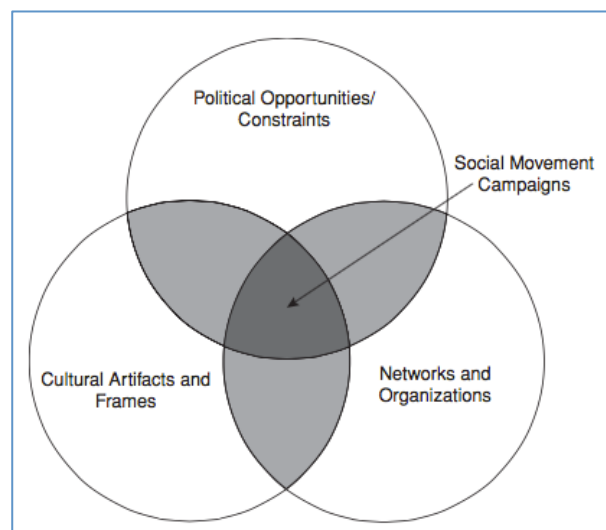 Political Opportunities/
Constraints
Social Movement
Campaigns
Cultural Artifacts and
Frames
Networks and
Organizations